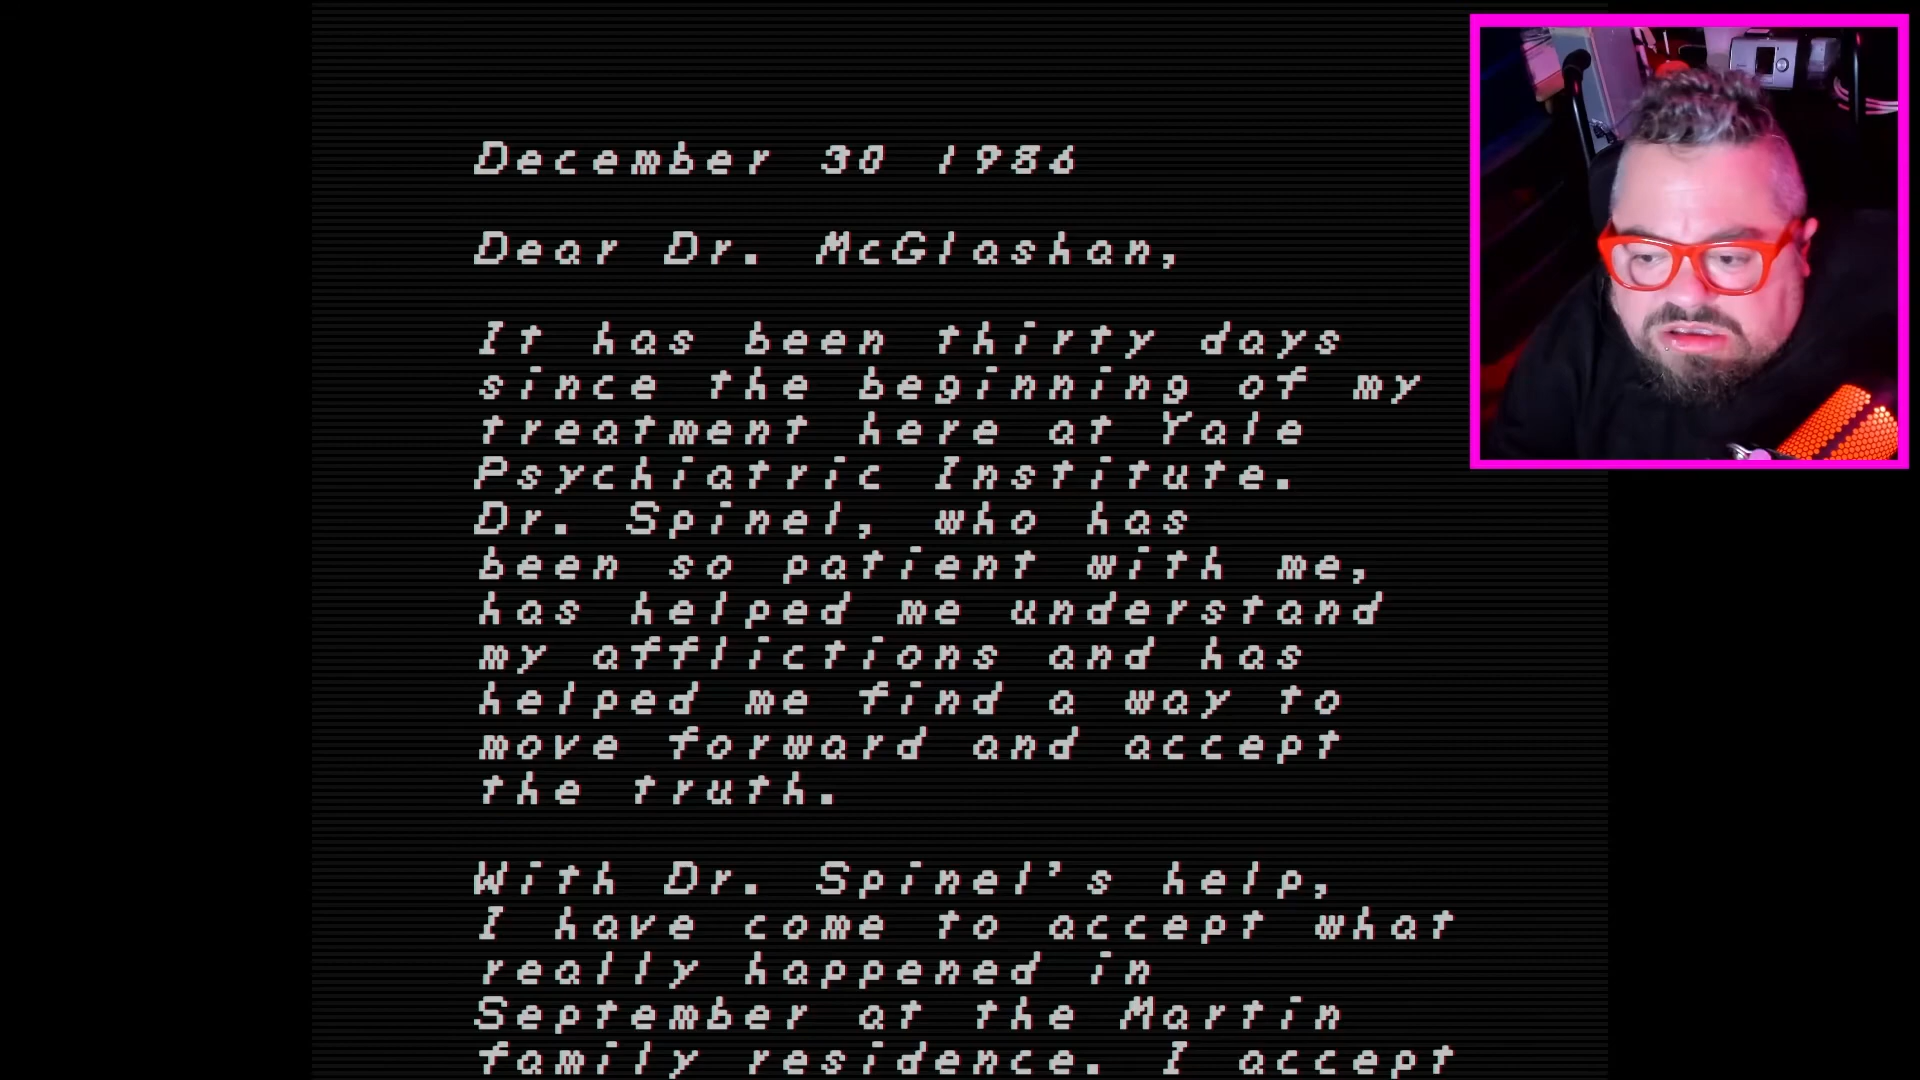 December 30 1986
Dear Dr. McGlashan,
It has been thirty days
since the beginning of my
treatment here at Yale
Psychiatric Institute.
Dr. Spinel, who has
been so patient with me,
has helped me understand
my afflictions and has
helped me find a way to
move forward and accept
the truth.
With Dr. Spinel's help,
I have come to accept what
really happened in
September at the Martin
family residence. I accept